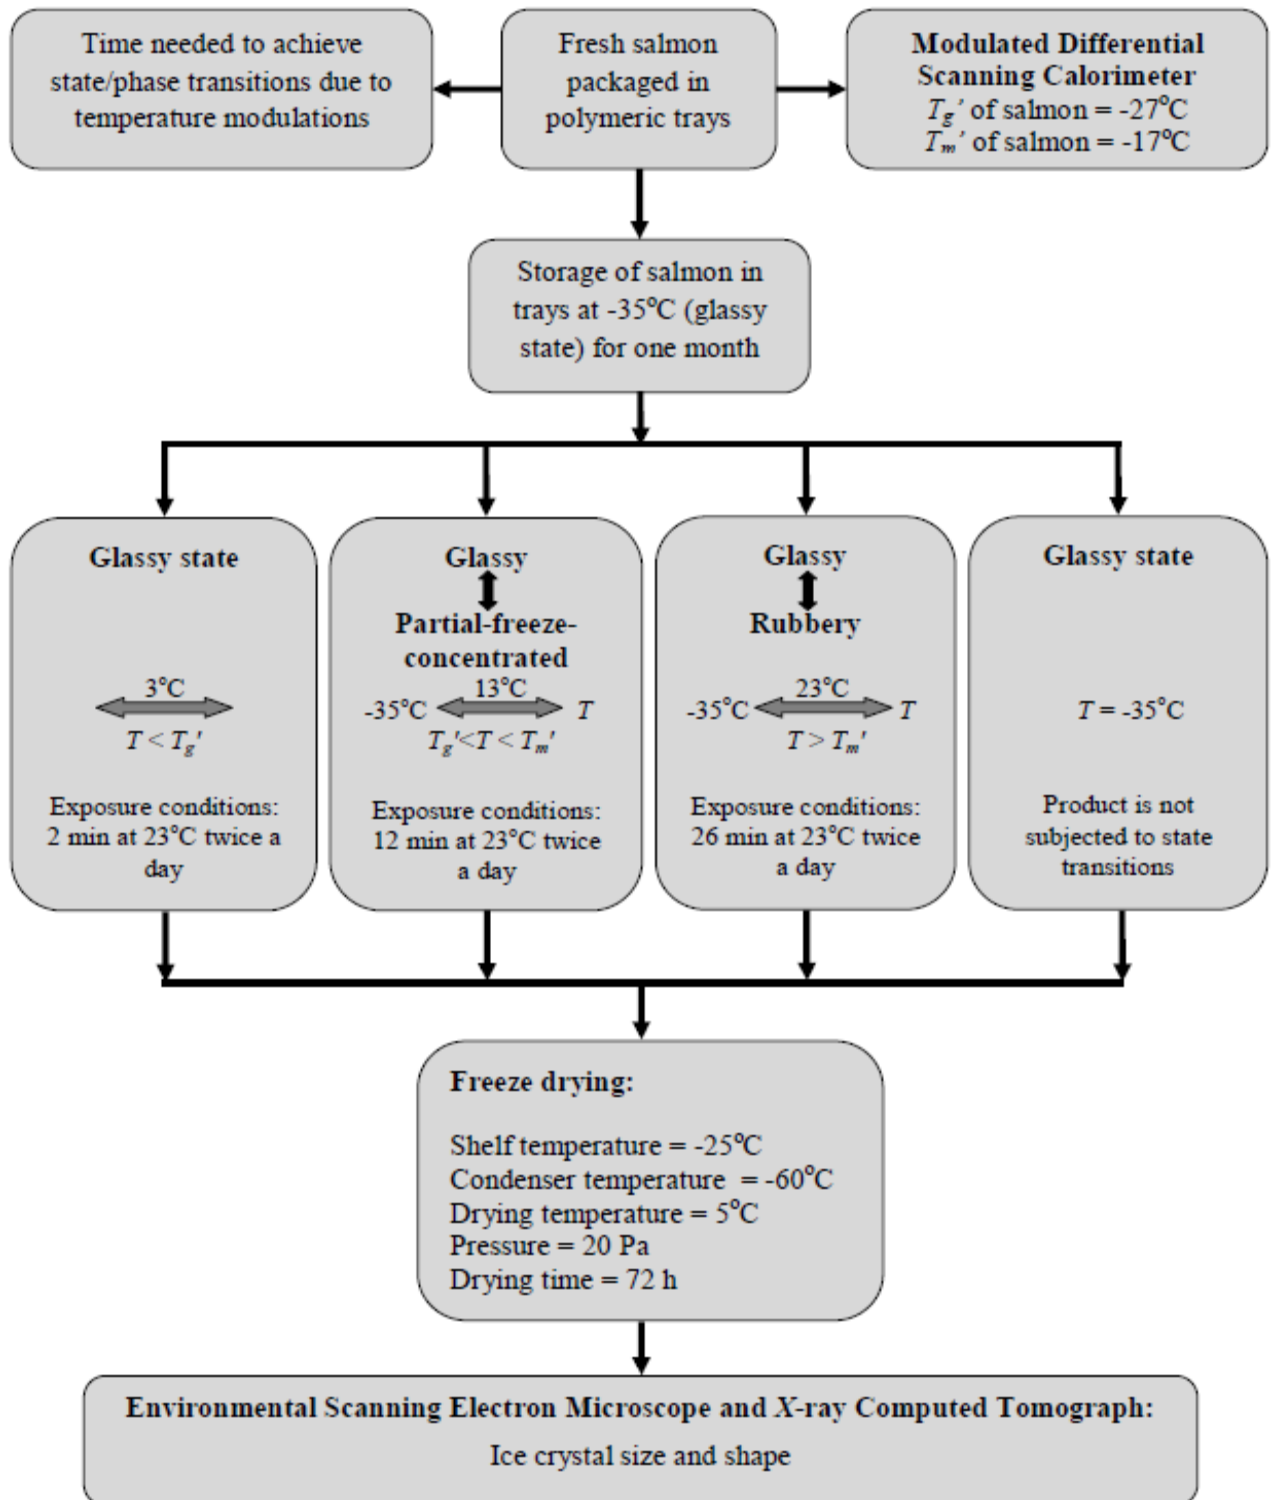 Time needed to achieve
state/phase transitions due to
temperature modulations
Fresh salmon
packaged in
polymeric trays
Modulated Differential
Scanning Calorimeter
Tg' of salmon = -27°C
Tm' of salmon = -17°C
Storage of salmon in
trays at -35°C (glassy
state) for one month
Glassy state
3°C
T < Tg'
Exposure conditions:
2 min at 23°C twice a
day
Glassy
Partial-freeze-
concentrated
13°C
-35°C T
Tg'<T < Tm'
Exposure conditions:
12 min at 23°C twice
a day
Glassy
Rubbery
23°C
-35°C T
T > Tm'
Exposure conditions:
26 min at 23°C twice
a day
Glassy state
T = -35°C
Product is not
subjected to state
transitions
Freeze drying:
Shelf temperature = -25°C
Condenser temperature = -60°C
Drying temperature = 5°C
Pressure = 20 Pa
Drying time = 72 h
Environmental Scanning Electron Microscope and X-ray Computed Tomograph:
Ice crystal size and shape